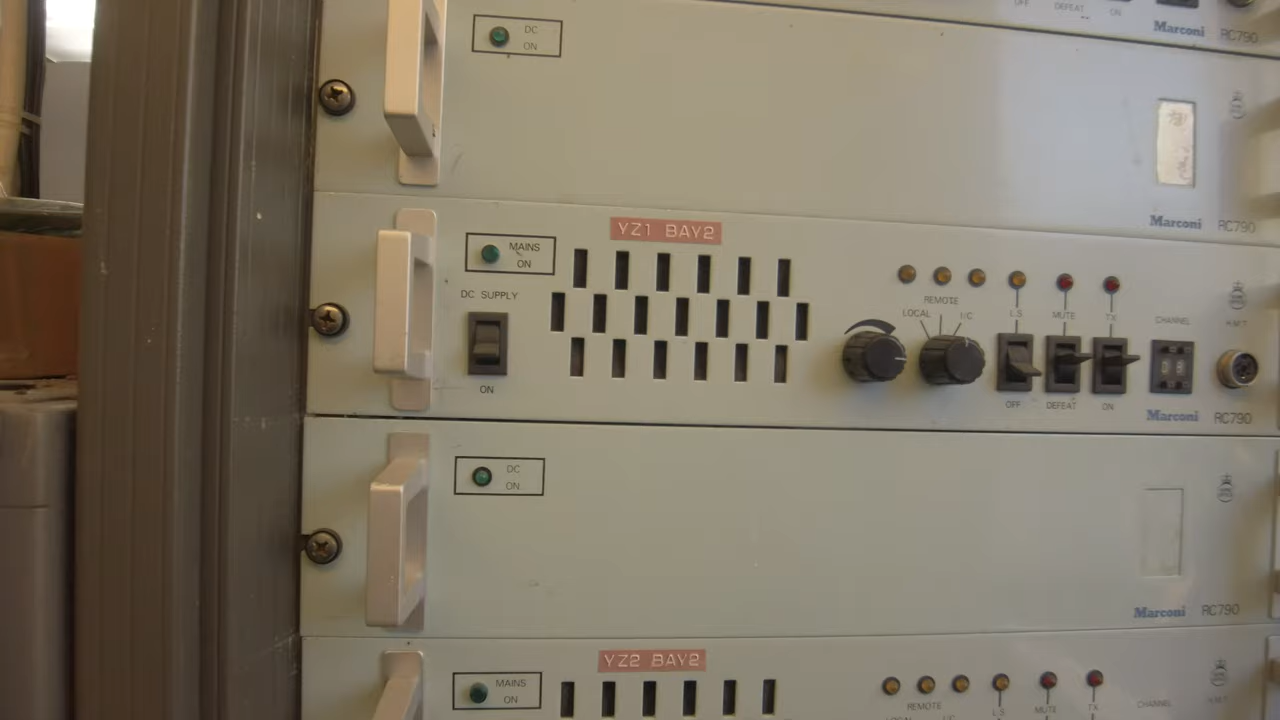 OFF DEFEAT ON
Marconi RC790
DC
ON
Marconi RC790
YZ1 BAY2
MAINS
ON
DC SUPPLY
ON
REMOTE
LOCAL I/C
L.S
MUTE
TX
CHANNEL
OFF
DEFEAT
ON
Marconi RC790
DC
ON
Marconi RC790
YZ2 BAY2
MAINS
ON
REMOTE
L.S
MUTE
TX
CHANNEL